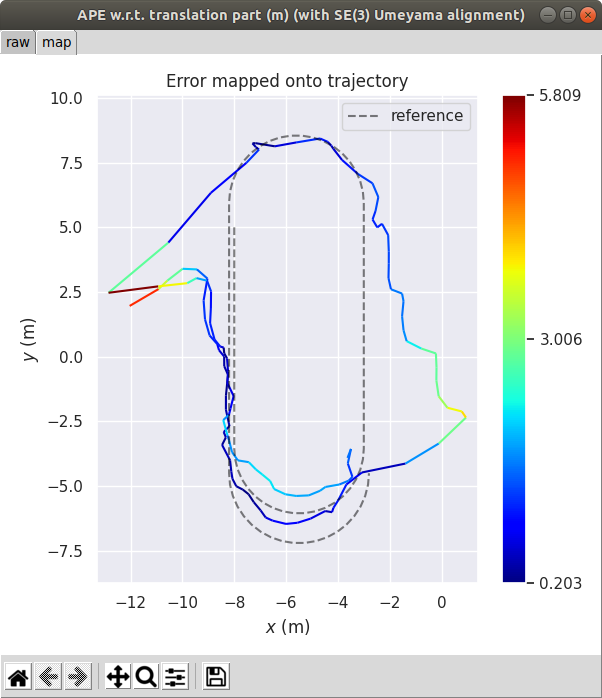 APE w.r.t. translation part (m) (with SE(3) Umeyama alignment)
raw map
Error mapped onto trajectory
10.0
7.5
5.0
2.5
0.0
−2.5
−5.0
−7.5
y (m)
reference
−12 −10 −8 −6 −4 −2 0
x (m)
5.809
3.006
0.203